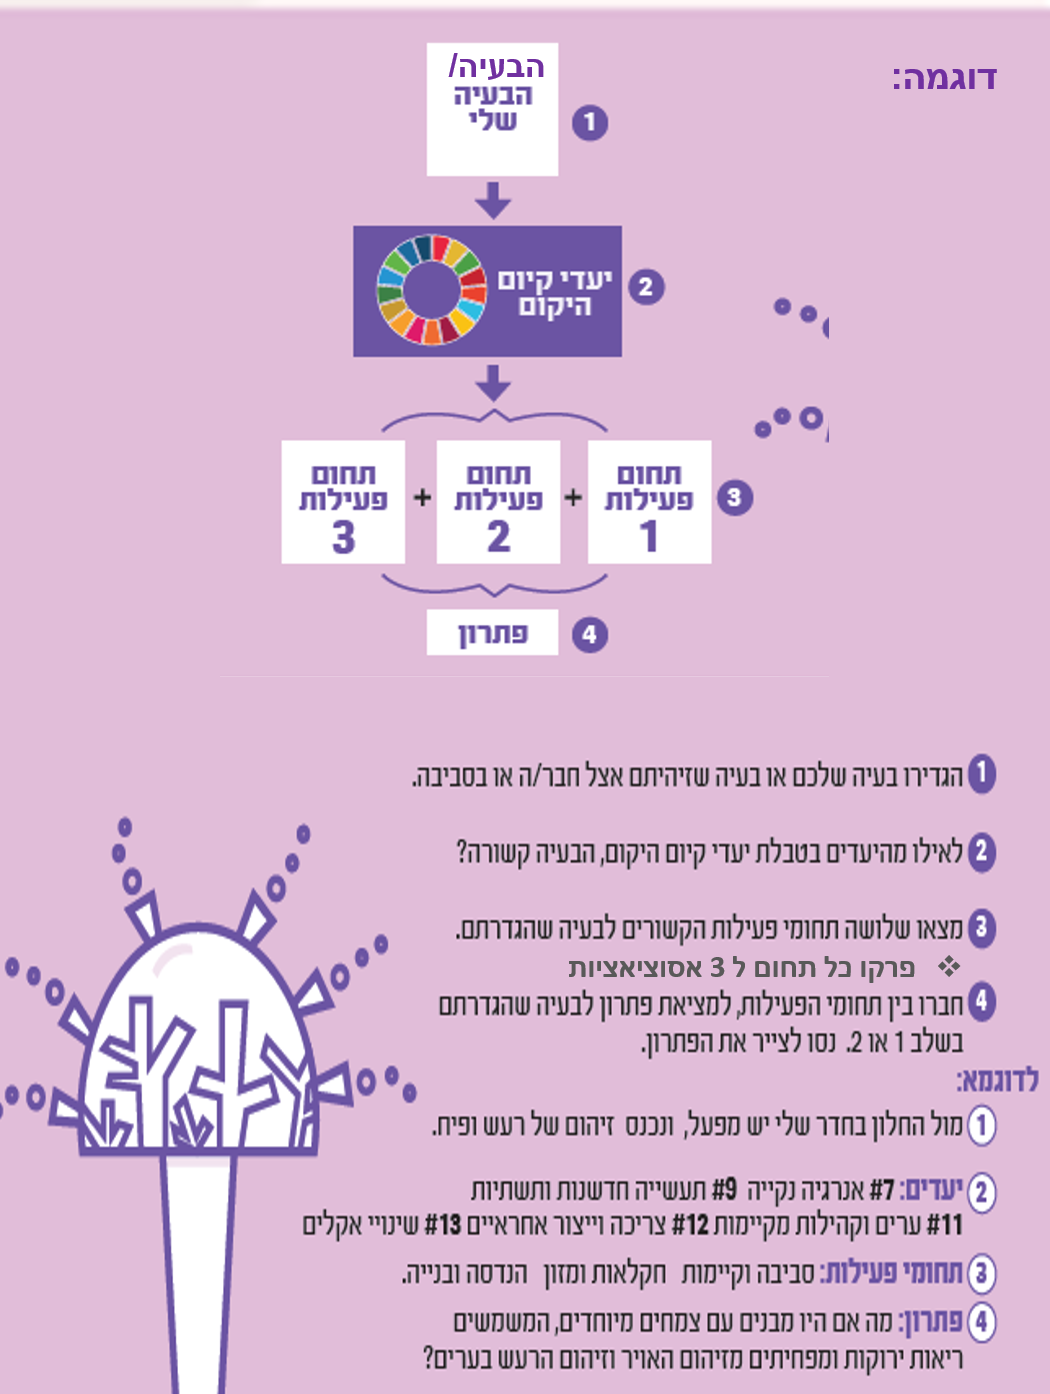 דוגמה:
הבעיה/
הבעיה
שלי
1
יעדי קיום
היקום
2
תחום
פעילות
1
+
תחום
פעילות
2
+
תחום
פעילות
3
3
פתרון
4
1 הגדירו בעיה שלכם או בעיה שזיהיתם אצל חבר/ה או בסביבה.
2 לאילו מהיעדים בטבלת יעדי קיום היקום, הבעיה קשורה?
3 מצאו שלושה תחומי פעילות הקשורים לבעיה שהגדרתם.
❖ פרקו כל תחום ל 3 אסוציאציות
4 חברו בין תחומי הפעילות, למציאת פתרון לבעיה שהגדרתם
בשלב 1 או 2. נסו לצייר את הפתרון.
לדוגמא:
1 מול החלון בחדר שלי יש מפעל, ונכנס זיהום של רעש ופיח.
2 יעדים: #7 אנרגיה נקייה #9 תעשייה חדשנות ותשתיות
#11 ערים וקהילות מקיימות #12 צריכה וייצור אחראיים #13 שינויי אקלים
3 תחומי פעילות: סביבה וקיימות חקלאות ומזון הנדסה ובנייה.
4 פתרון: מה אם היו מבנים עם צמחים מיוחדים, המשמשים
ריאות ירוקות ומפחיתים מזיהום האויר וזיהום הרעש בערים?